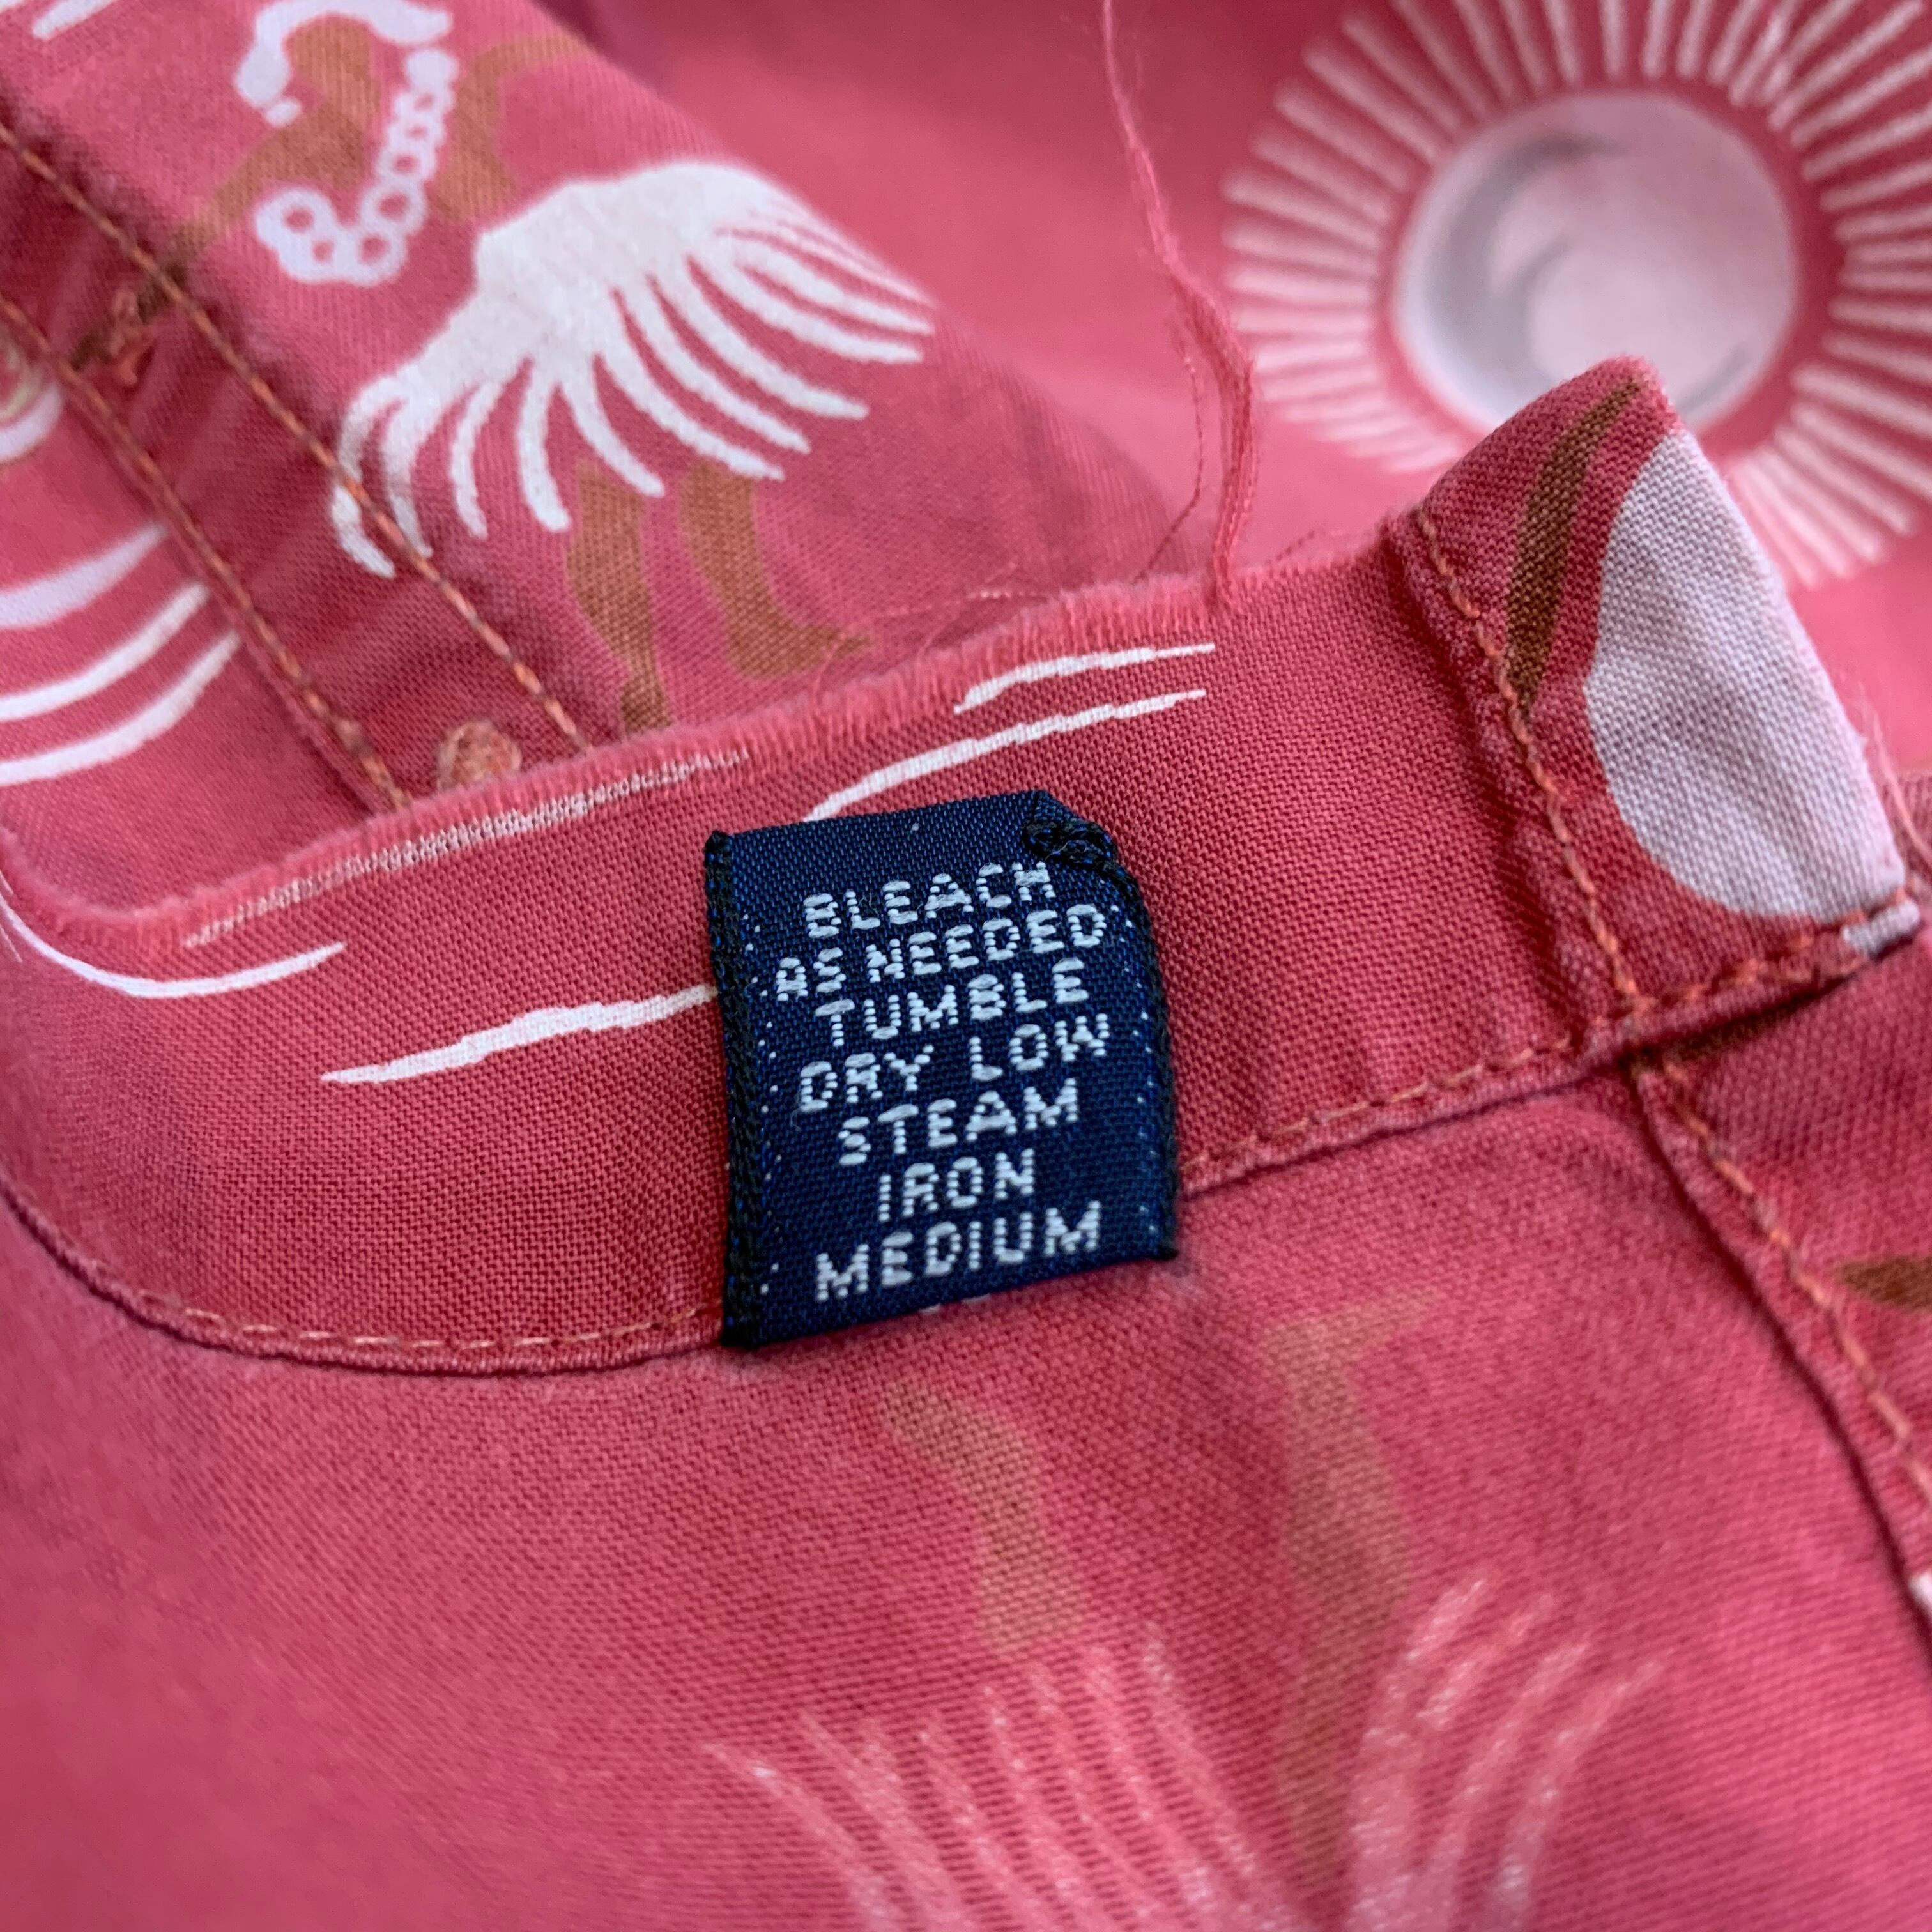 BLEACH
AS NEEDED
TUMBLE
DRY LOW
STEAM
IRON
MEDIUM